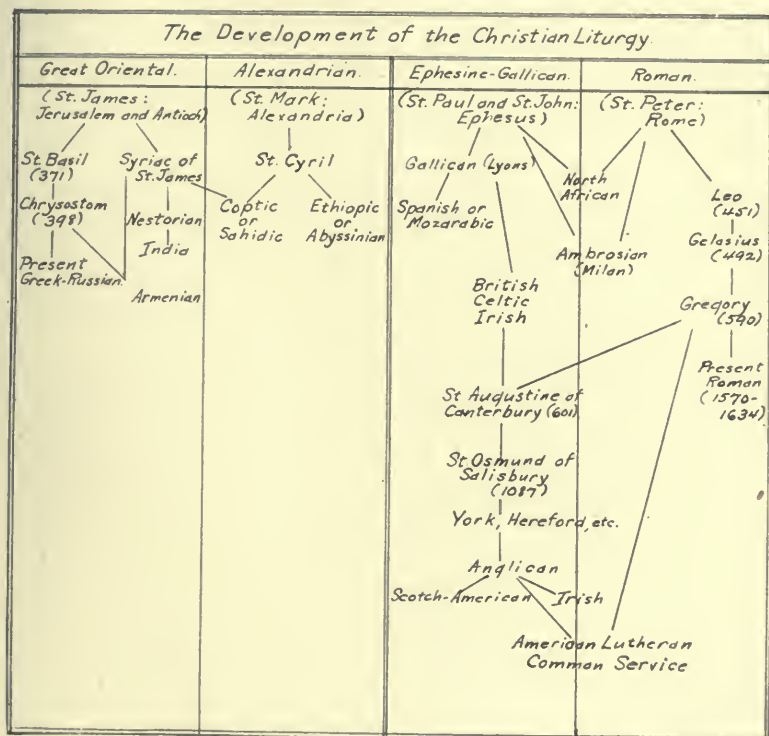 The Development of the Christian Liturgy.
Great Oriental.
(St. James:
Jerusalem and Antioch)
St. Basil
(371)
Syriac of
St. James
Chrysostom
(398)
Nestorian
India
Present
Greek-Russian.
Armenian
Alexandrian.
(St. Mark:
Alexandria)
St. Cyril
Coptic
or
Sahidic
Ethiopic
or
Abyssinian
Ephesine-Gallican.
(St. Paul and St. John:
Ephesus)
Gallican (Lyons)
Spanish or
Mozarabic
British
Celtic
Irish
St Augustine of
Canterbury (601)
St. Osmund of
Salisbury
(1087)
York, Hereford, etc.
Anglican
Scotch-American
Irish
Roman.
(St. Peter:
Rome)
North
African
Leo
(451)
Gelasius
(492)
Ambrosian
(Milan)
Gregory
(590)
Present
Roman
(1570-
1634)
American Lutheran
Common Service